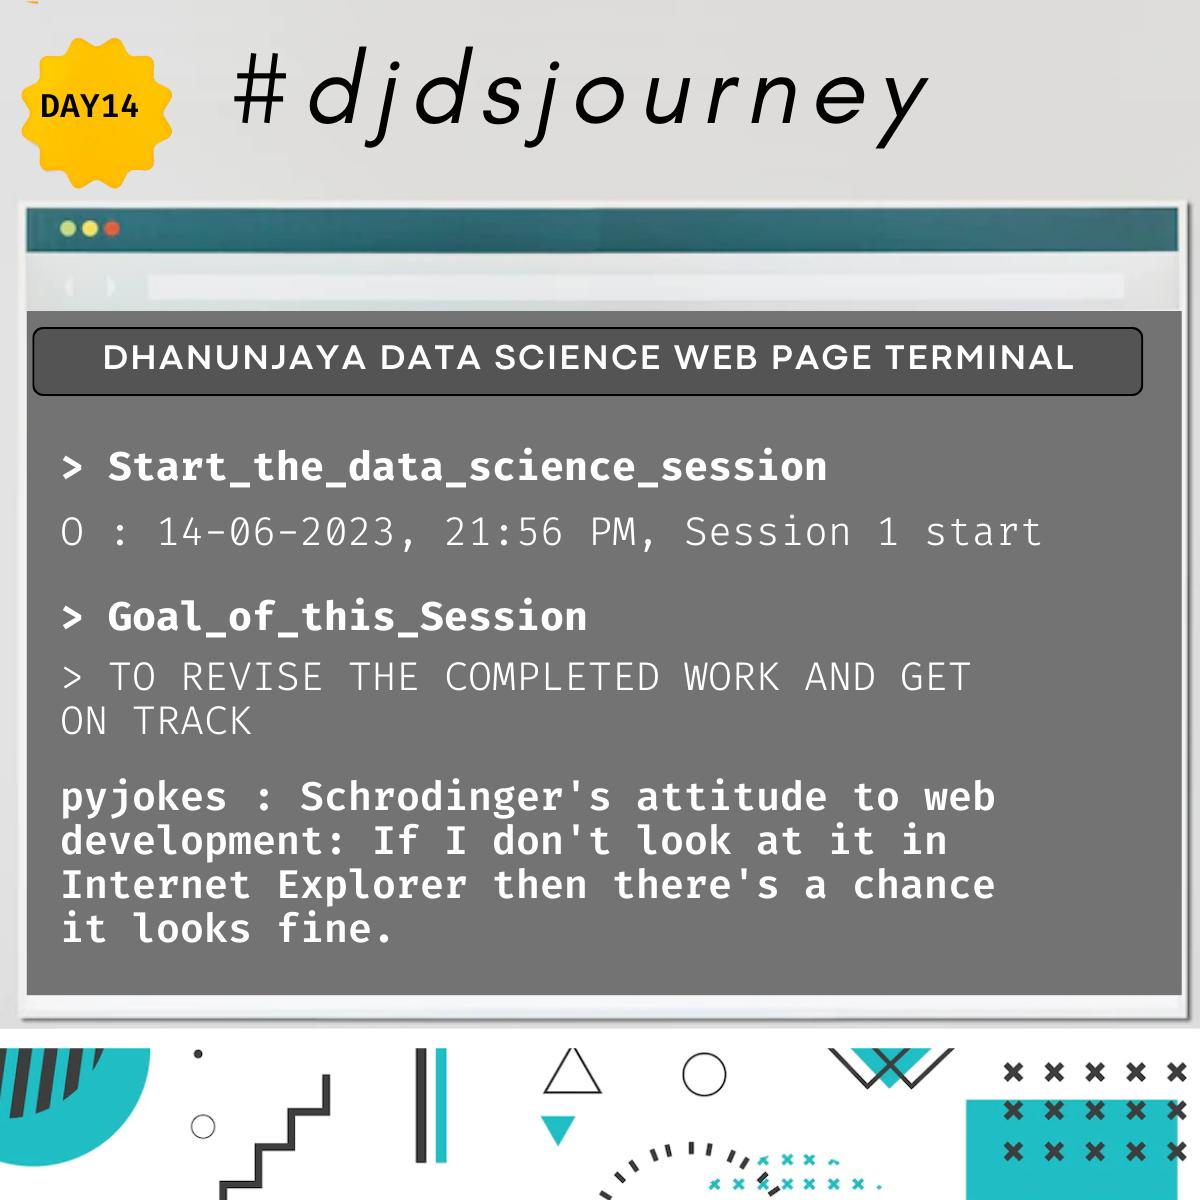 DAY14
#djdsjourney
DHANUNJAYA DATA SCIENCE WEB PAGE TERMINAL
> Start_the_data_science_session
O : 14-06-2023, 21:56 PM, Session 1 start
> Goal_of_this_Session
> TO REVISE THE COMPLETED WORK AND GET
ON TRACK
pyjokes : Schrodinger's attitude to web
development: If I don't look at it in
Internet Explorer then there's a chance
it looks fine.